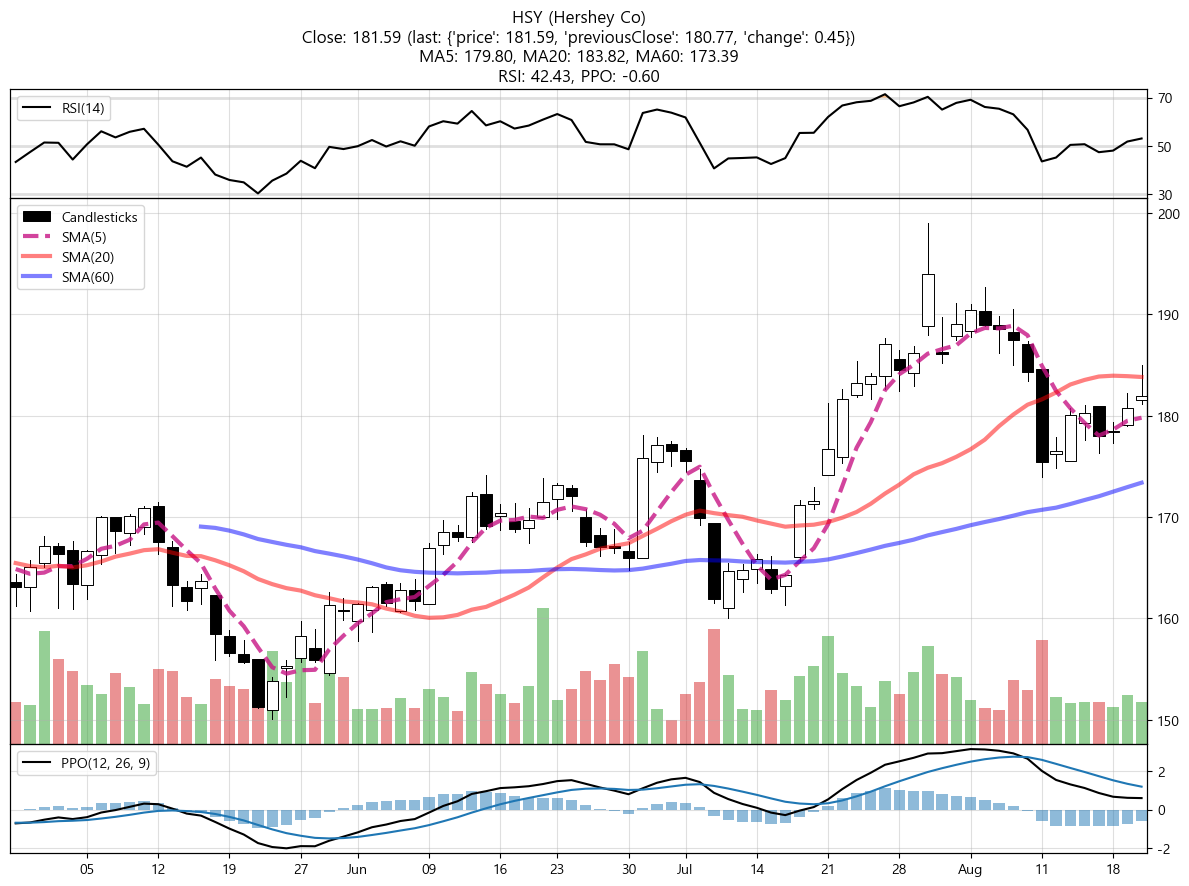 HSY (Hershey Co)
Close: 181.59 (last: {'price': 181.59, 'previousClose': 180.77, 'change': 0.45})
MA5: 179.80, MA20: 183.82, MA60: 173.39
RSI: 42.43, PPO: -0.60
RSI(14)
70
50
30
Candlesticks
SMA(5)
SMA(20)
SMA(60)
200
190
180
170
160
150
PPO(12, 26, 9)
2
0
-2
05 12 19 27 Jun 09 16 23 30 Jul 14 21 28 Aug 11 18